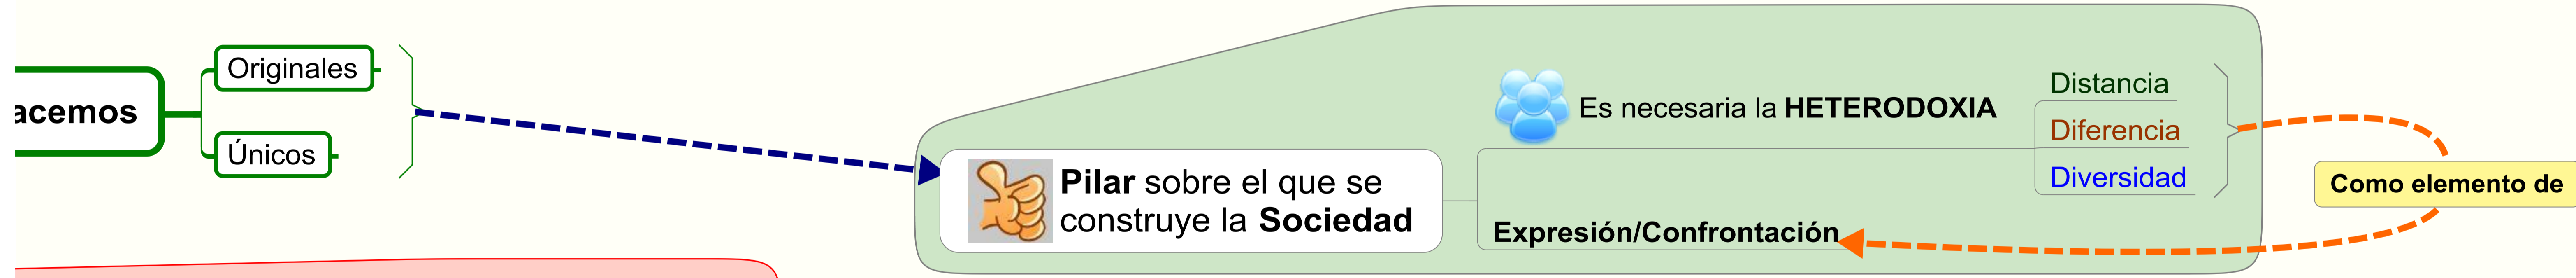 acemos
Originales
Únicos
Pilar sobre el que se
construye la Sociedad
Es necesaria la HETERODOXIA
Distancia
Diferencia
Diversidad
Expresión/Confrontación
Como elemento de